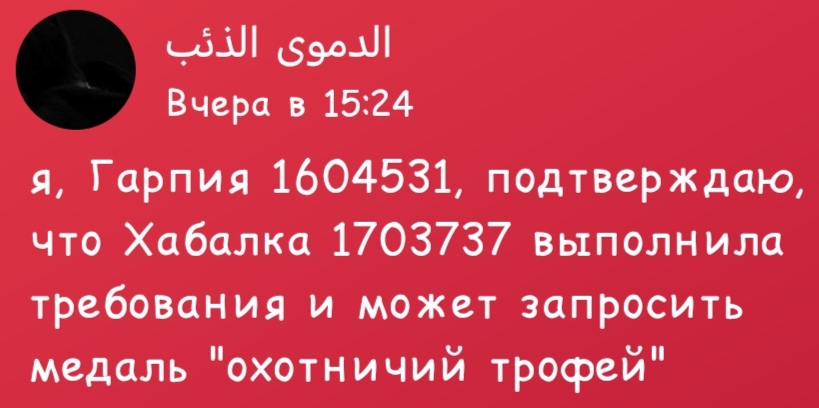 الدموى الذئب
Вчера в 15:24
я, Гарпия 1604531, подтверждаю,
что Хабалка 1703737 выполнила
требования и может запросить
медаль "охотничий трофей"